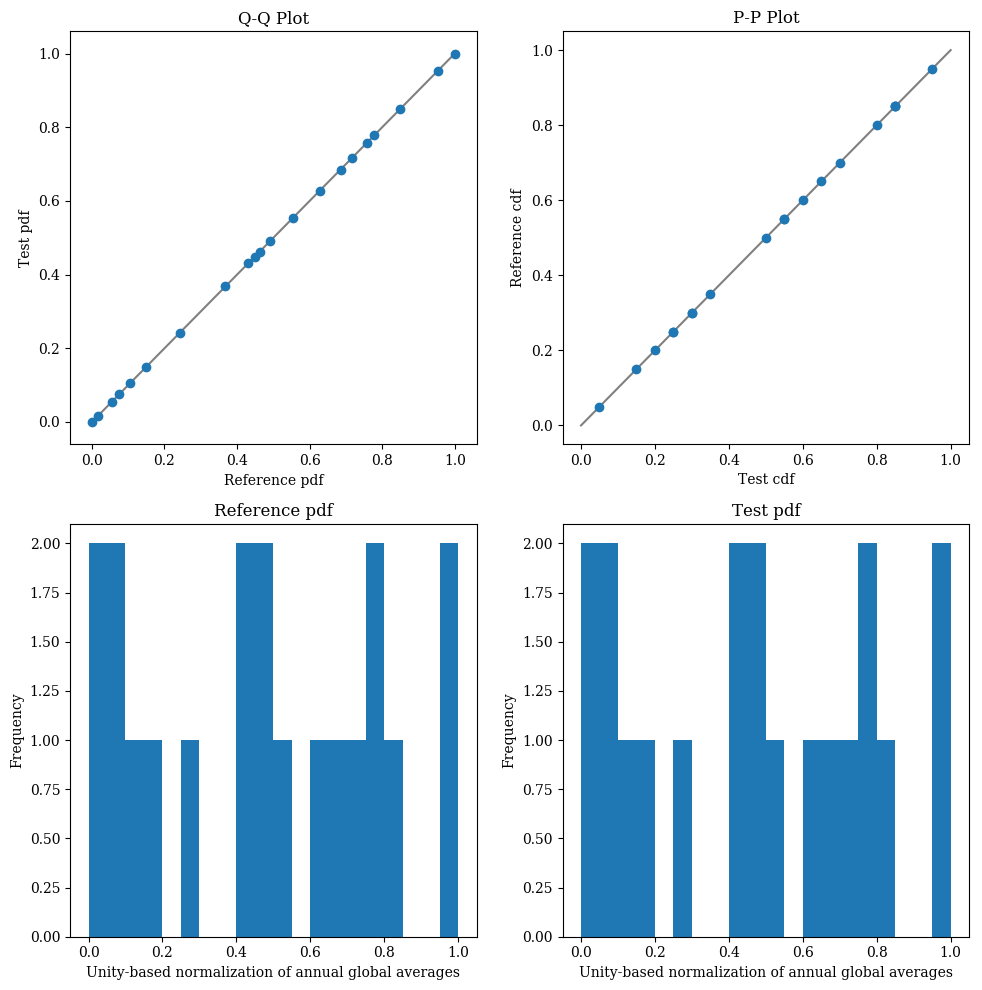 Q-Q Plot
1.0
0.8
0.6
0.4
0.2
0.0
Test pdf
0.0 0.2 0.4 0.6 0.8 1.0
Reference pdf
P-P Plot
1.0
0.8
0.6
0.4
0.2
0.0
Reference cdf
0.0 0.2 0.4 0.6 0.8 1.0
Test cdf
Reference pdf
2.00
1.75
1.50
1.25
1.00
0.75
0.50
0.25
0.00
Frequency
0.0 0.2 0.4 0.6 0.8 1.0
Unity-based normalization of annual global averages
Test pdf
2.00
1.75
1.50
1.25
1.00
0.75
0.50
0.25
0.00
Frequency
0.0 0.2 0.4 0.6 0.8 1.0
Unity-based normalization of annual global averages